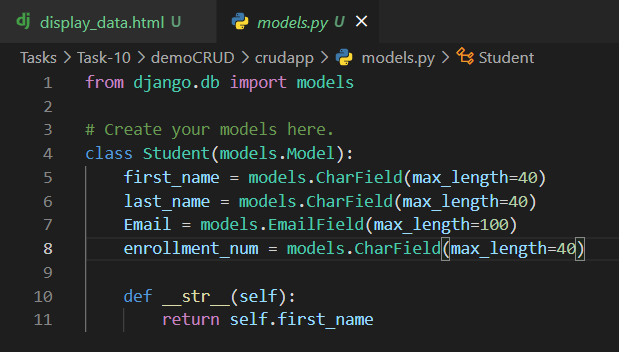 dj display_data.html U models.py U ×
Tasks > Task-10 > demoCRUD > crudapp > models.py > Student
1 from django.db import models
2
3 # Create your models here.
4 class Student(models.Model):
5 first_name = models.CharField(max_length=40)
6 last_name = models.CharField(max_length=40)
7 Email = models.EmailField(max_length=100)
8 enrollment_num = models.CharField(max_length=40)
9
10 def __str__(self):
11 return self.first_name